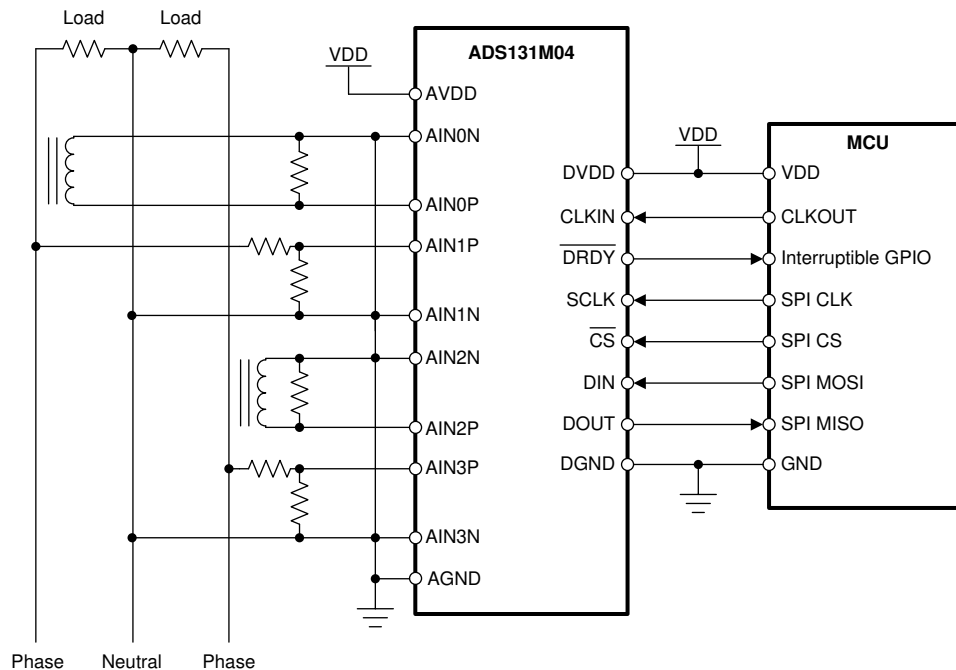 Load Load
ADS131M04
VDD
AVDD
AIN0N
AIN0P
AIN1P
AIN1N
AIN2N
AIN2P
AIN3P
AIN3N
AGND
DVDD
CLKIN
DRDY
SCLK
CS
DIN
DOUT
DGND
VDD
MCU
VDD
CLKOUT
Interruptible GPIO
SPI CLK
SPI CS
SPI MOSI
SPI MISO
GND
Phase Neutral Phase